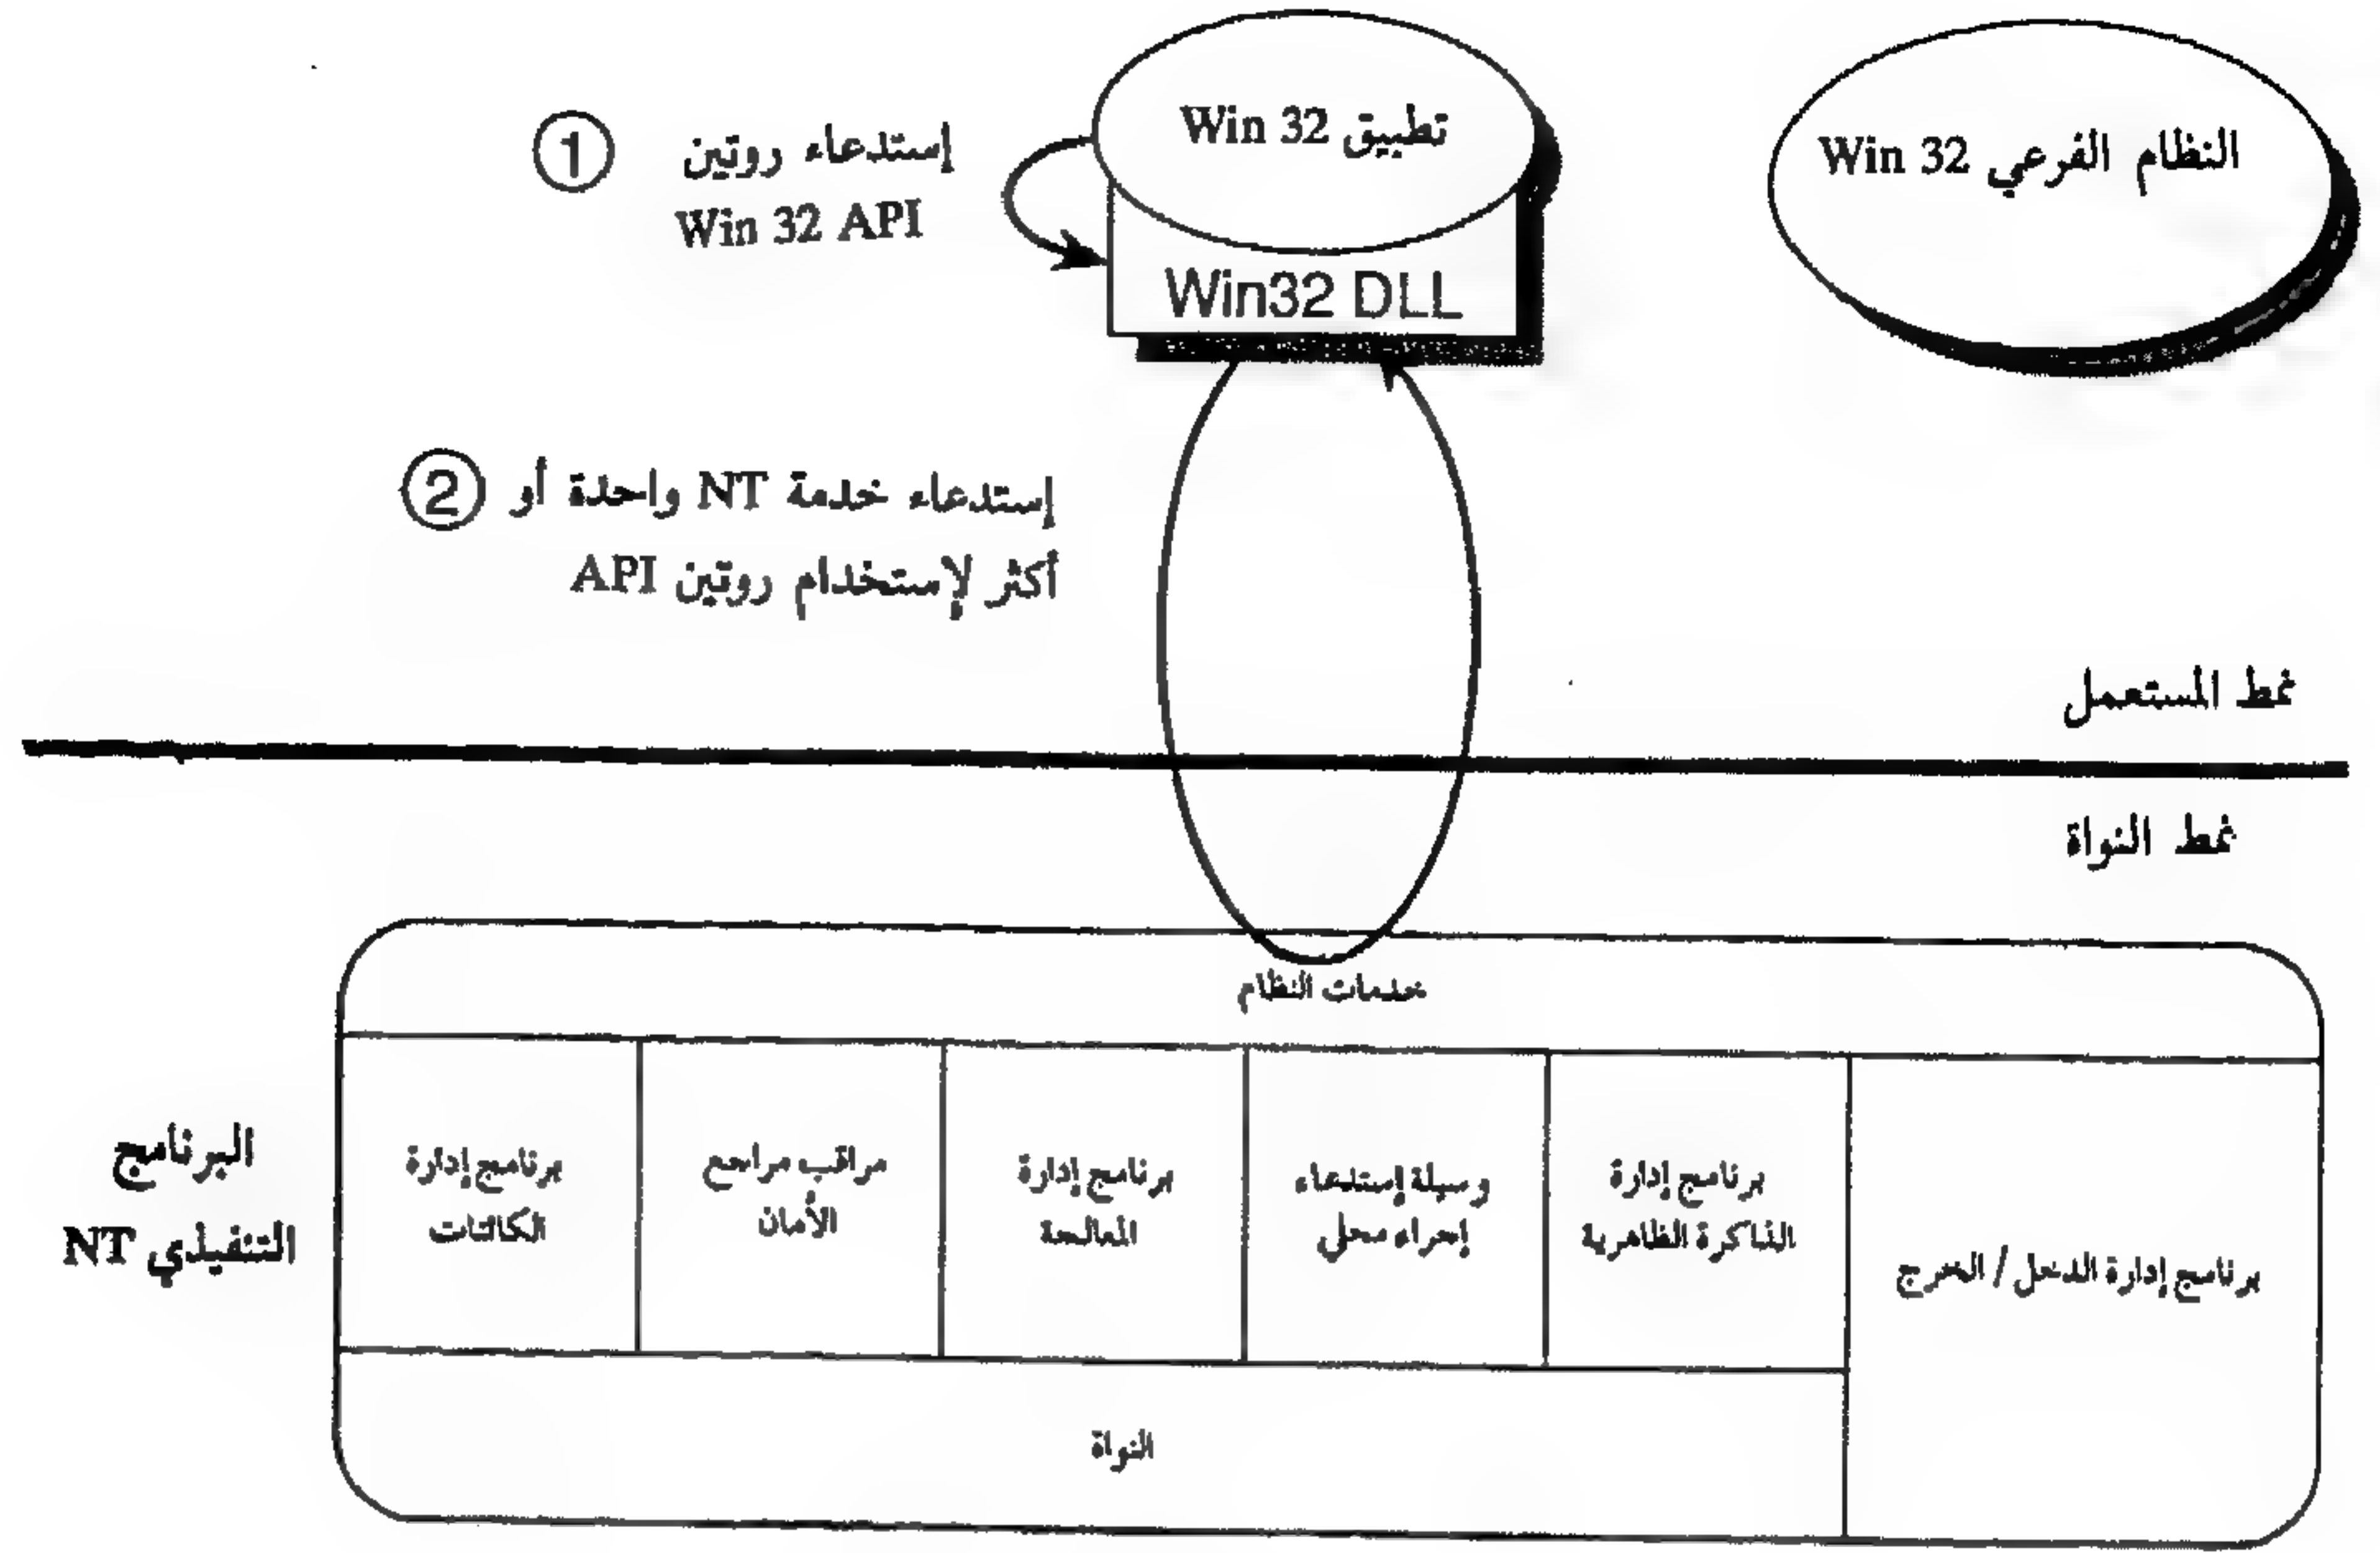 تطبيق Win 32
النظام الفرعي Win 32
① إستدعاء روتين
Win 32 API
Win32 DLL
② إستدعاء خدمة NT واحدة أو
أكثر لإستخدام روتين API
نمط المستعمل
نمط النواة
خدمات النظام
البرنامج
التنفيذي NT
برنامج إدارة
الكائنات
مراقب مراجع
الأمان
برنامج إدارة
المعالجة
وسيلة إستدعاء
إجراء محلي
برنامج إدارة
الذاكرة الظاهرية
برنامج إدارة الدخل / الخرج
النواة